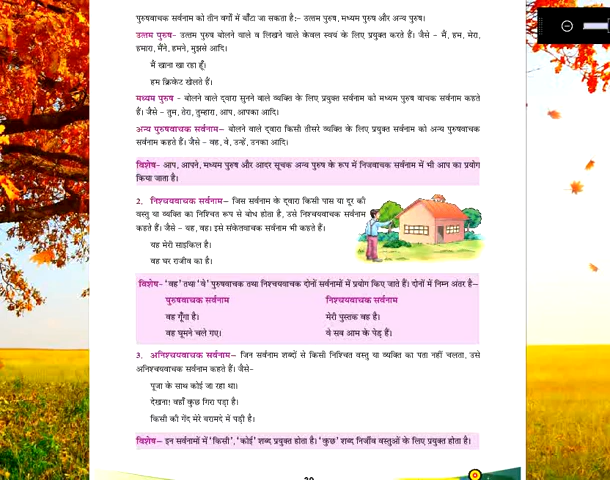 पुरुषवाचक सर्वनाम को तीन वर्गों में बाँटा जा सकता है:- उत्तम पुरुष, मध्यम पुरुष और अन्य पुरुष।
उत्तम पुरुष- उत्तम पुरुष बोलने वाले व लिखने वाले केवल स्वयं के लिए प्रयुक्त करते हैं। जैसे - मैं, हम, मेरा,
हमारा, मैंने, हमने, मुझसे आदि।
मैं खाना खा रहा हूँ।
हम क्रिकेट खेलते हैं।
मध्यम पुरुष - बोलने वाले द्वारा सुनने वाले व्यक्ति के लिए प्रयुक्त सर्वनाम को मध्यम पुरुष वाचक सर्वनाम कहते
हैं। जैसे - तुम, तेरा, तुम्हारा, आप, आपका आदि।
अन्य पुरुषवाचक सर्वनाम– बोलने वाले द्वारा किसी तीसरे व्यक्ति के लिए प्रयुक्त सर्वनाम को अन्य पुरुषवाचक
सर्वनाम कहते हैं। जैसे - वह, वे, उन्हें, उनका आदि।
विशेष- आप, आपने, मध्यम पुरुष और आदर सूचक अन्य पुरुष के रूप में निजवाचक सर्वनाम में भी आप का प्रयोग
किया जाता है।
2. निश्चयवाचक सर्वनाम– जिस सर्वनाम के द्वारा किसी पास या दूर की
वस्तु या व्यक्ति का निश्चित रूप से बोध होता है, उसे निश्चयवाचक सर्वनाम
कहते हैं। जैसे - यह, वह। इसे संकेतवाचक सर्वनाम भी कहते हैं।
यह मेरी साइकिल है।
वह घर राजीव का है।
विशेष- 'वह' तथा 'वे' पुरुषवाचक तथा निश्चयवाचक दोनों सर्वनामों में प्रयोग किए जाते हैं। दोनों में निम्न अंतर है–
पुरुषवाचक सर्वनाम निश्चयवाचक सर्वनाम
वह गूँगा है। मेरी पुस्तक वह है।
वह घूमने चले गए। वे सब आम के पेड़ हैं।
3. अनिश्चयवाचक सर्वनाम– जिन सर्वनाम शब्दों से किसी निश्चित वस्तु या व्यक्ति का पता नहीं चलता, उसे
अनिश्चयवाचक सर्वनाम कहते हैं। जैसे-
पूजा के साथ कोई जा रहा था।
देखना! वहाँ कुछ गिरा पड़ा है।
किसी की गेंद मेरे बरामदे में पड़ी है।
विशेष– इन सर्वनामों में 'किसी', 'कोई' शब्द प्रयुक्त होता है। 'कुछ' शब्द निर्जीव वस्तुओं के लिए प्रयुक्त होता है।